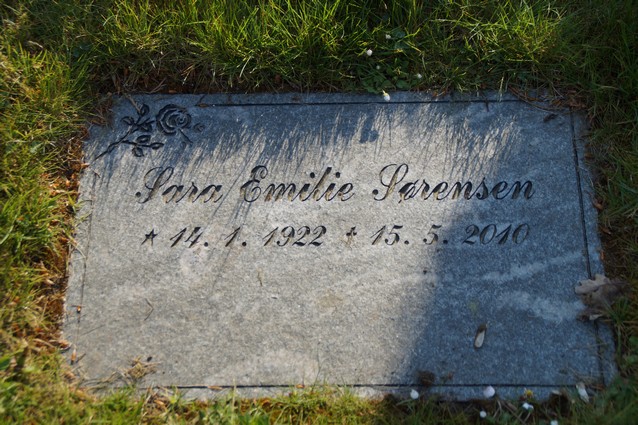 Sara Emilie Sørensen
* 14. 1. 1922 † 15. 5. 2010